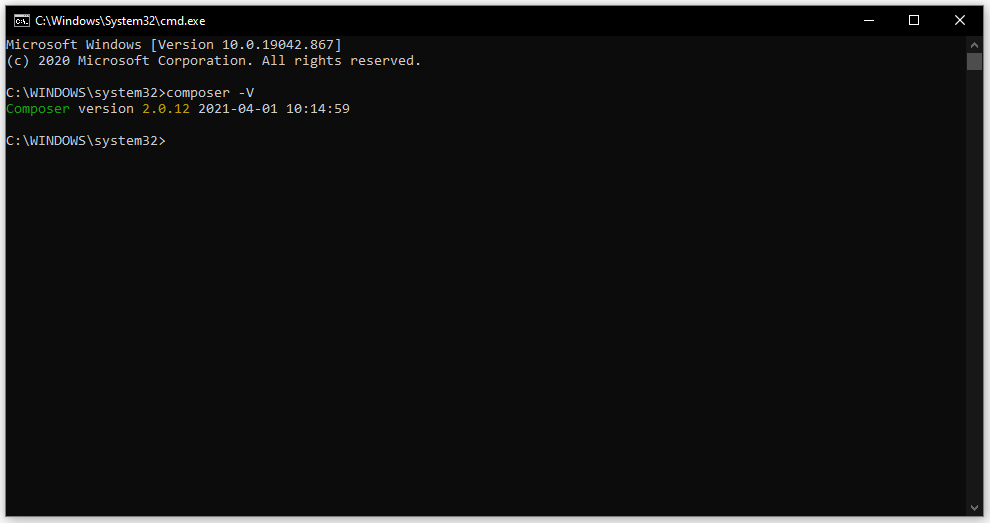 C:\Windows\System32\cmd.exe
Microsoft Windows [Version 10.0.19042.867]
(c) 2020 Microsoft Corporation. All rights reserved.
C:\WINDOWS\system32>composer -V
Composer version 2.0.12 2021-04-01 10:14:59
C:\WINDOWS\system32>